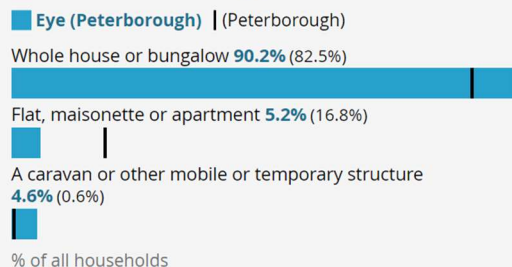 Eye (Peterborough) (Peterborough)
Whole house or bungalow 90.2% (82.5%)
Flat, maisonette or apartment 5.2% (16.8%)
A caravan or other mobile or temporary structure
4.6% (0.6%)
% of all households